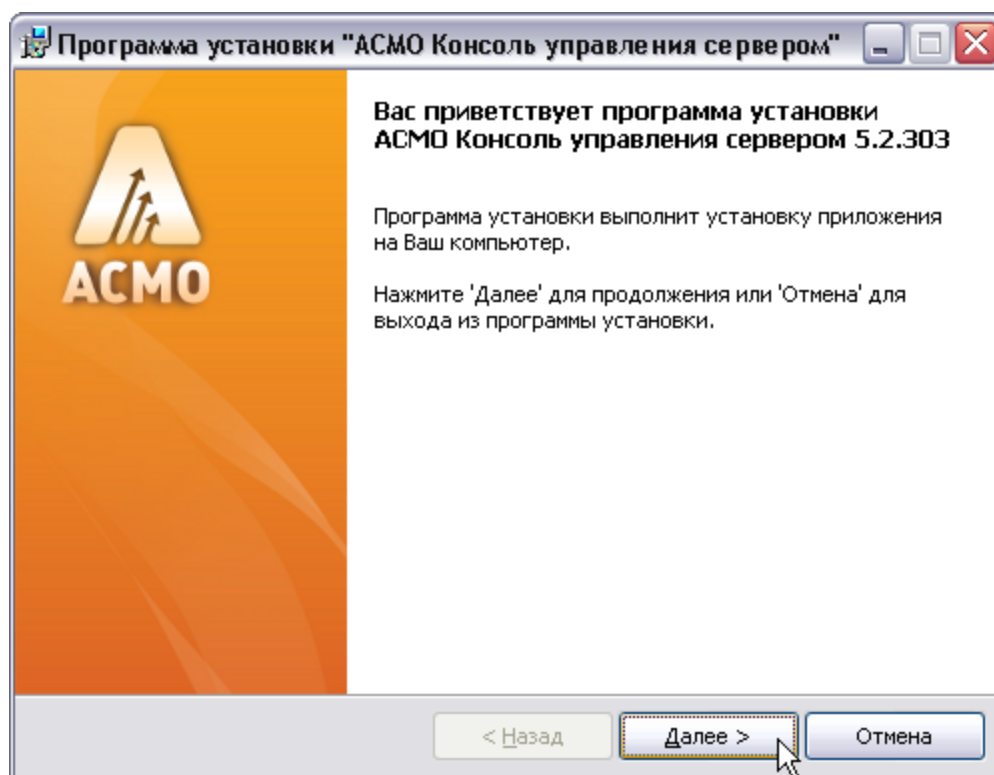 Программа установки "АСМО Консоль управления сервером"
АСМО
Вас приветствует программа установки
АСМО Консоль управления сервером 5.2.303
Программа установки выполнит установку приложения
на Ваш компьютер.
Нажмите 'Далее' для продолжения или 'Отмена' для
выхода из программы установки.
< Назад
Далее >
Отмена